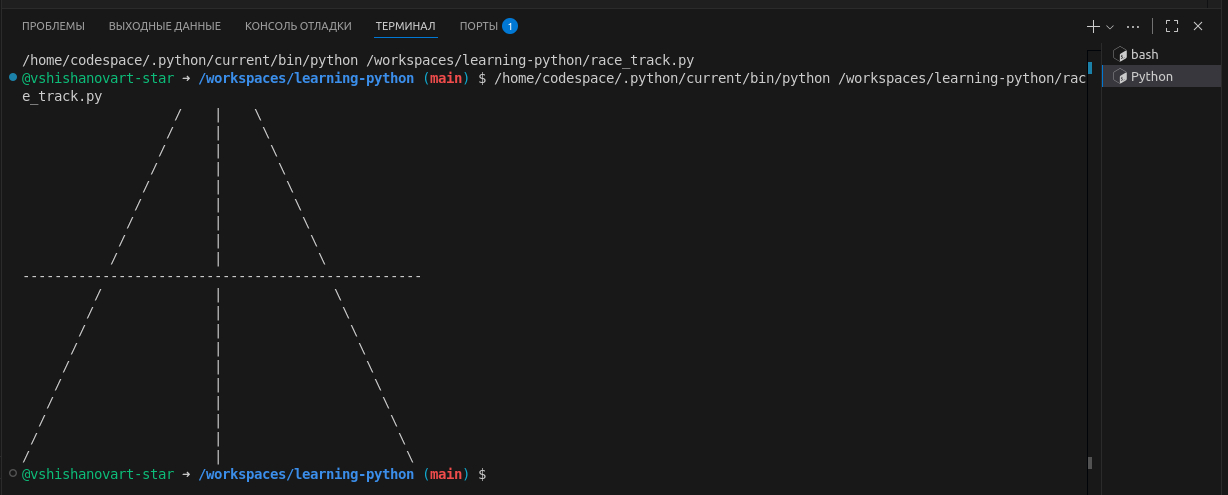 ПРОБЛЕМЫ ВЫХОДНЫЕ ДАННЫЕ КОНСОЛЬ ОТЛАДКИ ТЕРМИНАЛ ПОРТЫ 1
/home/codespace/.python/current/bin/python /workspaces/learning-python/race_track.py
@vshishanovart-star ➜ /workspaces/learning-python (main) $ /home/codespace/.python/current/bin/python /workspaces/learning-python/rac
e_track.py
                   /    |    \
                  /     |     \
                 /      |      \
                /       |       \
               /        |        \
              /         |         \
             /          |          \
            /           |           \
           /            |            \
--------------------------------------------------
         /              |              \
        /               |               \
       /                |                \
      /                 |                 \
     /                  |                  \
    /                   |                   \
   /                    |                    \
  /                     |                     \
 /                      |                      \
/                       |                       \
@vshishanovart-star ➜ /workspaces/learning-python (main) $
bash
Python